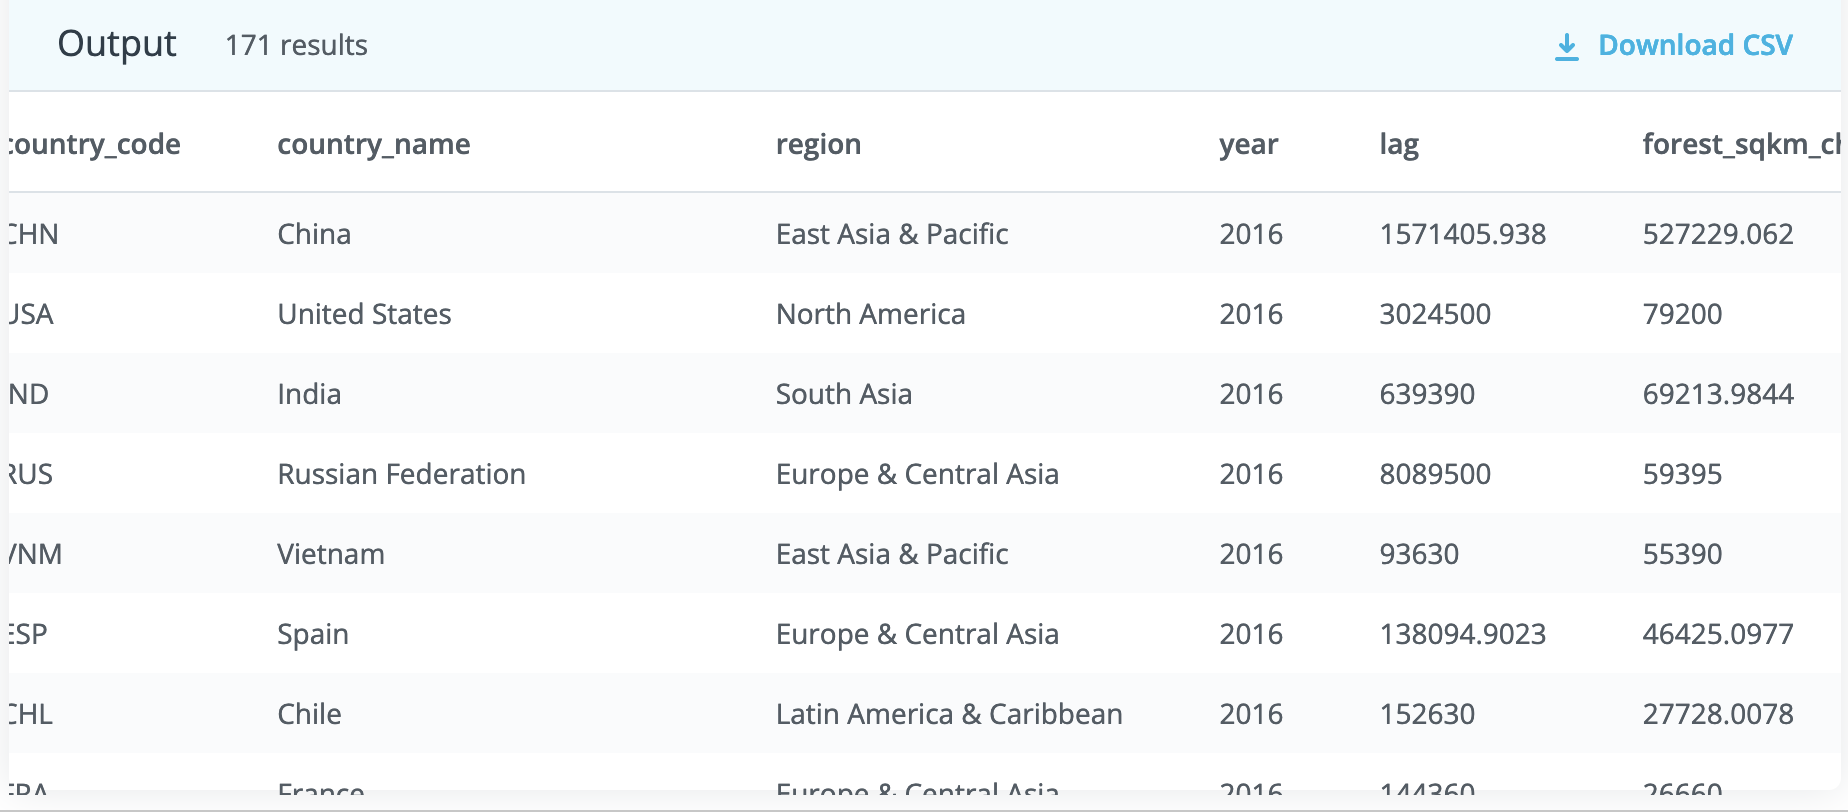 Output 171 results Download CSV
country_code country_name region year lag forest_sqkm_ch
CHN China East Asia & Pacific 2016 1571405.938 527229.062
USA United States North America 2016 3024500 79200
IND India South Asia 2016 639390 69213.9844
RUS Russian Federation Europe & Central Asia 2016 8089500 59395
VNM Vietnam East Asia & Pacific 2016 93630 55390
ESP Spain Europe & Central Asia 2016 138094.9023 46425.0977
CHL Chile Latin America & Caribbean 2016 152630 27728.0078
FRA France Europe & Central Asia 2016 144360 26660